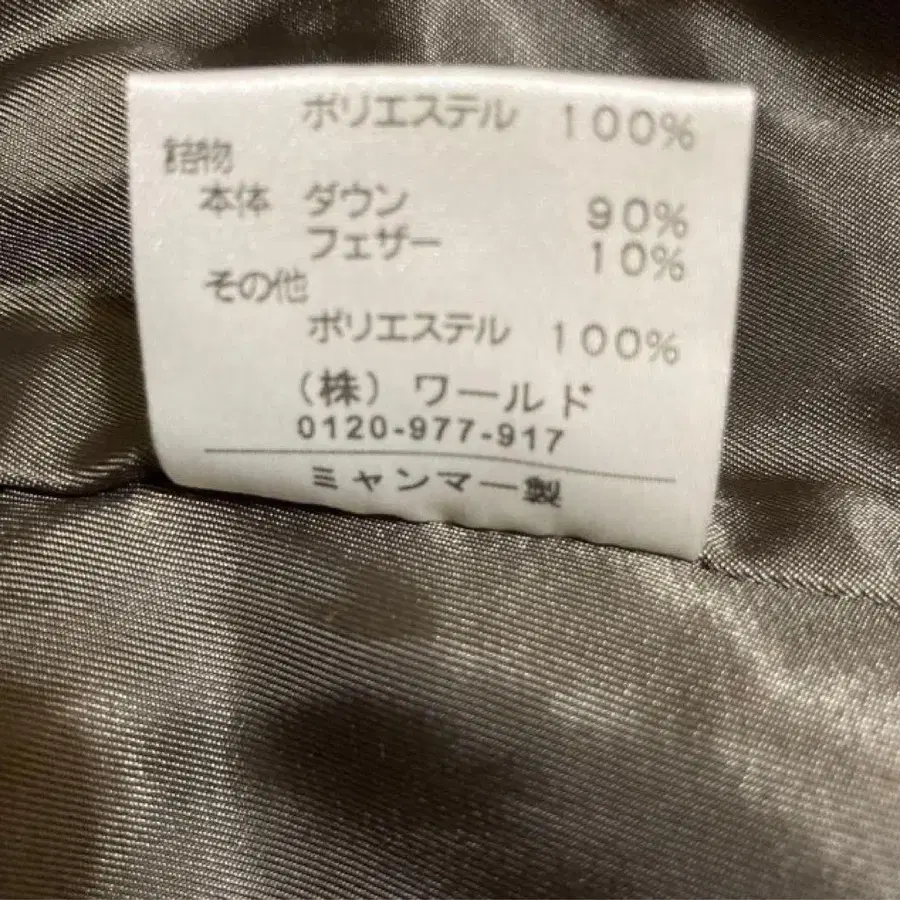 ポリエステル 100%
詰物
本体 ダウン 90%
フェザー 10%
その他
ポリエステル 100%
(株) ワールド
0120-977-917
ミャンマー製